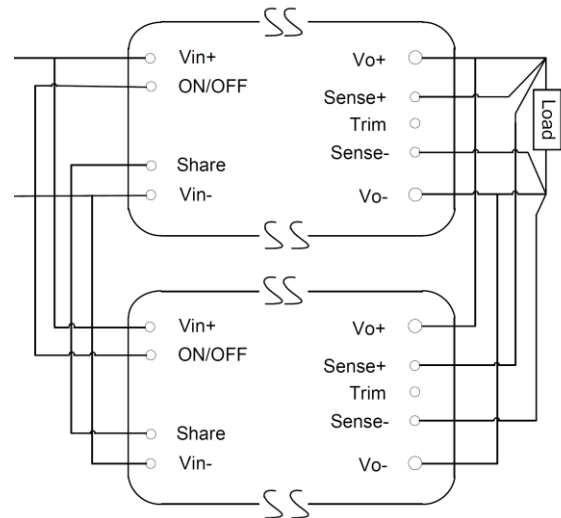 Vin+
ON/OFF
Share
Vin-
Vo+
Sense+
Trim
Sense-
Vo-
Load
Vin+
ON/OFF
Share
Vin-
Vo+
Sense+
Trim
Sense-
Vo-